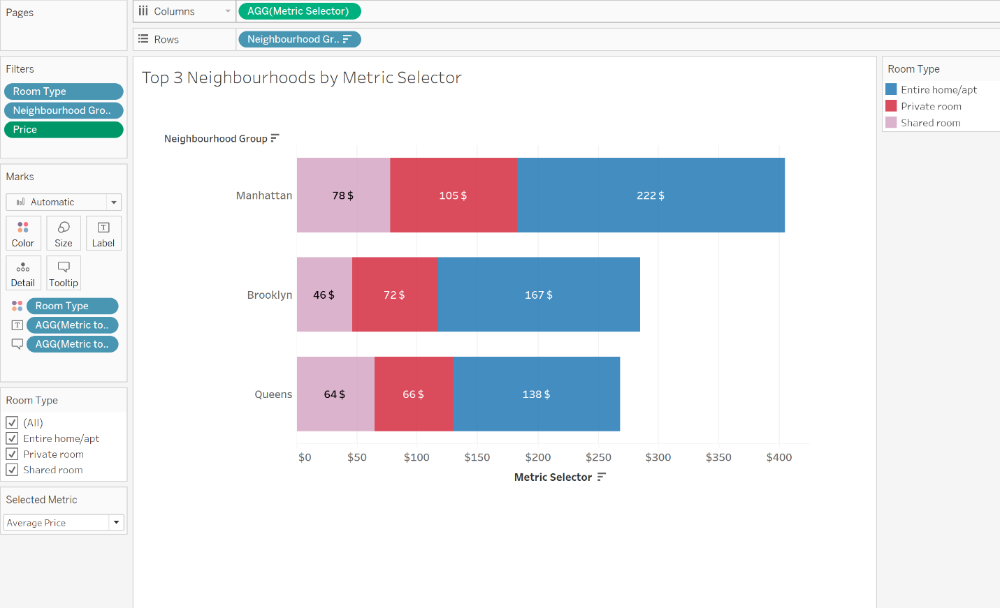 Pages
Columns
AGG(Metric Selector)
Rows
Neighbourhood Gr..
Filters
Room Type
Neighbourhood Gro..
Price
Marks
Automatic
Color
Size
T
Label
Detail
Tooltip
Room Type
T
AGG(Metric to..
AGG(Metric to..
Room Type
(All)
Entire home/apt
Private room
Shared room
Selected Metric
Average Price
Top 3 Neighbourhoods by Metric Selector
Neighbourhood Group
Manhattan
78 $
105 $
222 $
Brooklyn
46 $
72 $
167 $
Queens
64 $
66 $
138 $
$0
$50
$100
$150
$200
$250
$300
$350
$400
Metric Selector
Room Type
Entire home/apt
Private room
Shared room